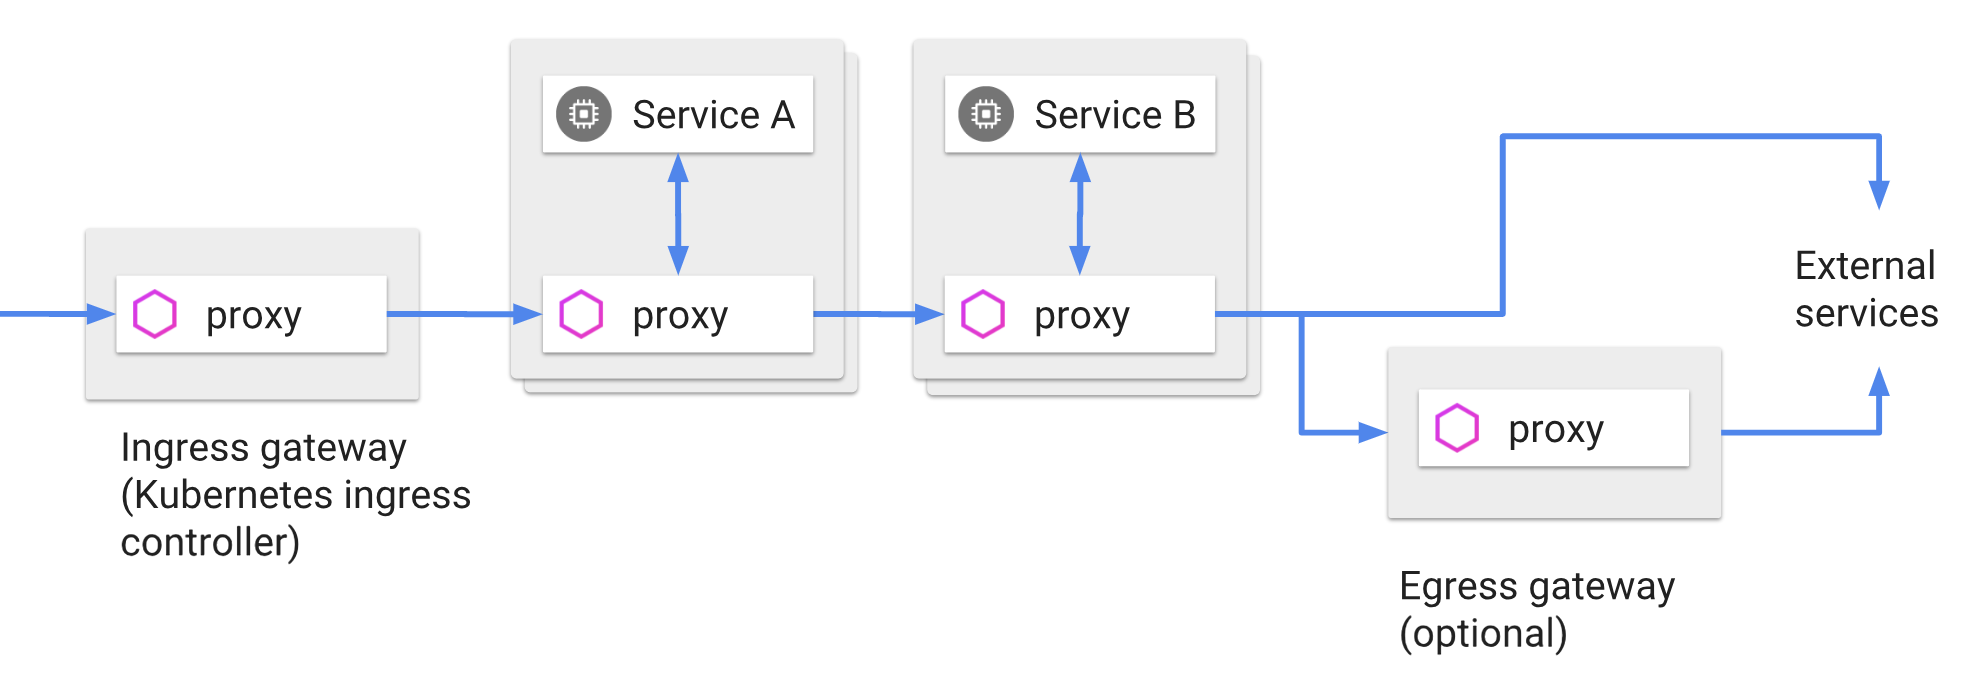 Service A
Service B
proxy
proxy
proxy
External
services
proxy
Ingress gateway
(Kubernetes ingress
controller)
Egress gateway
(optional)